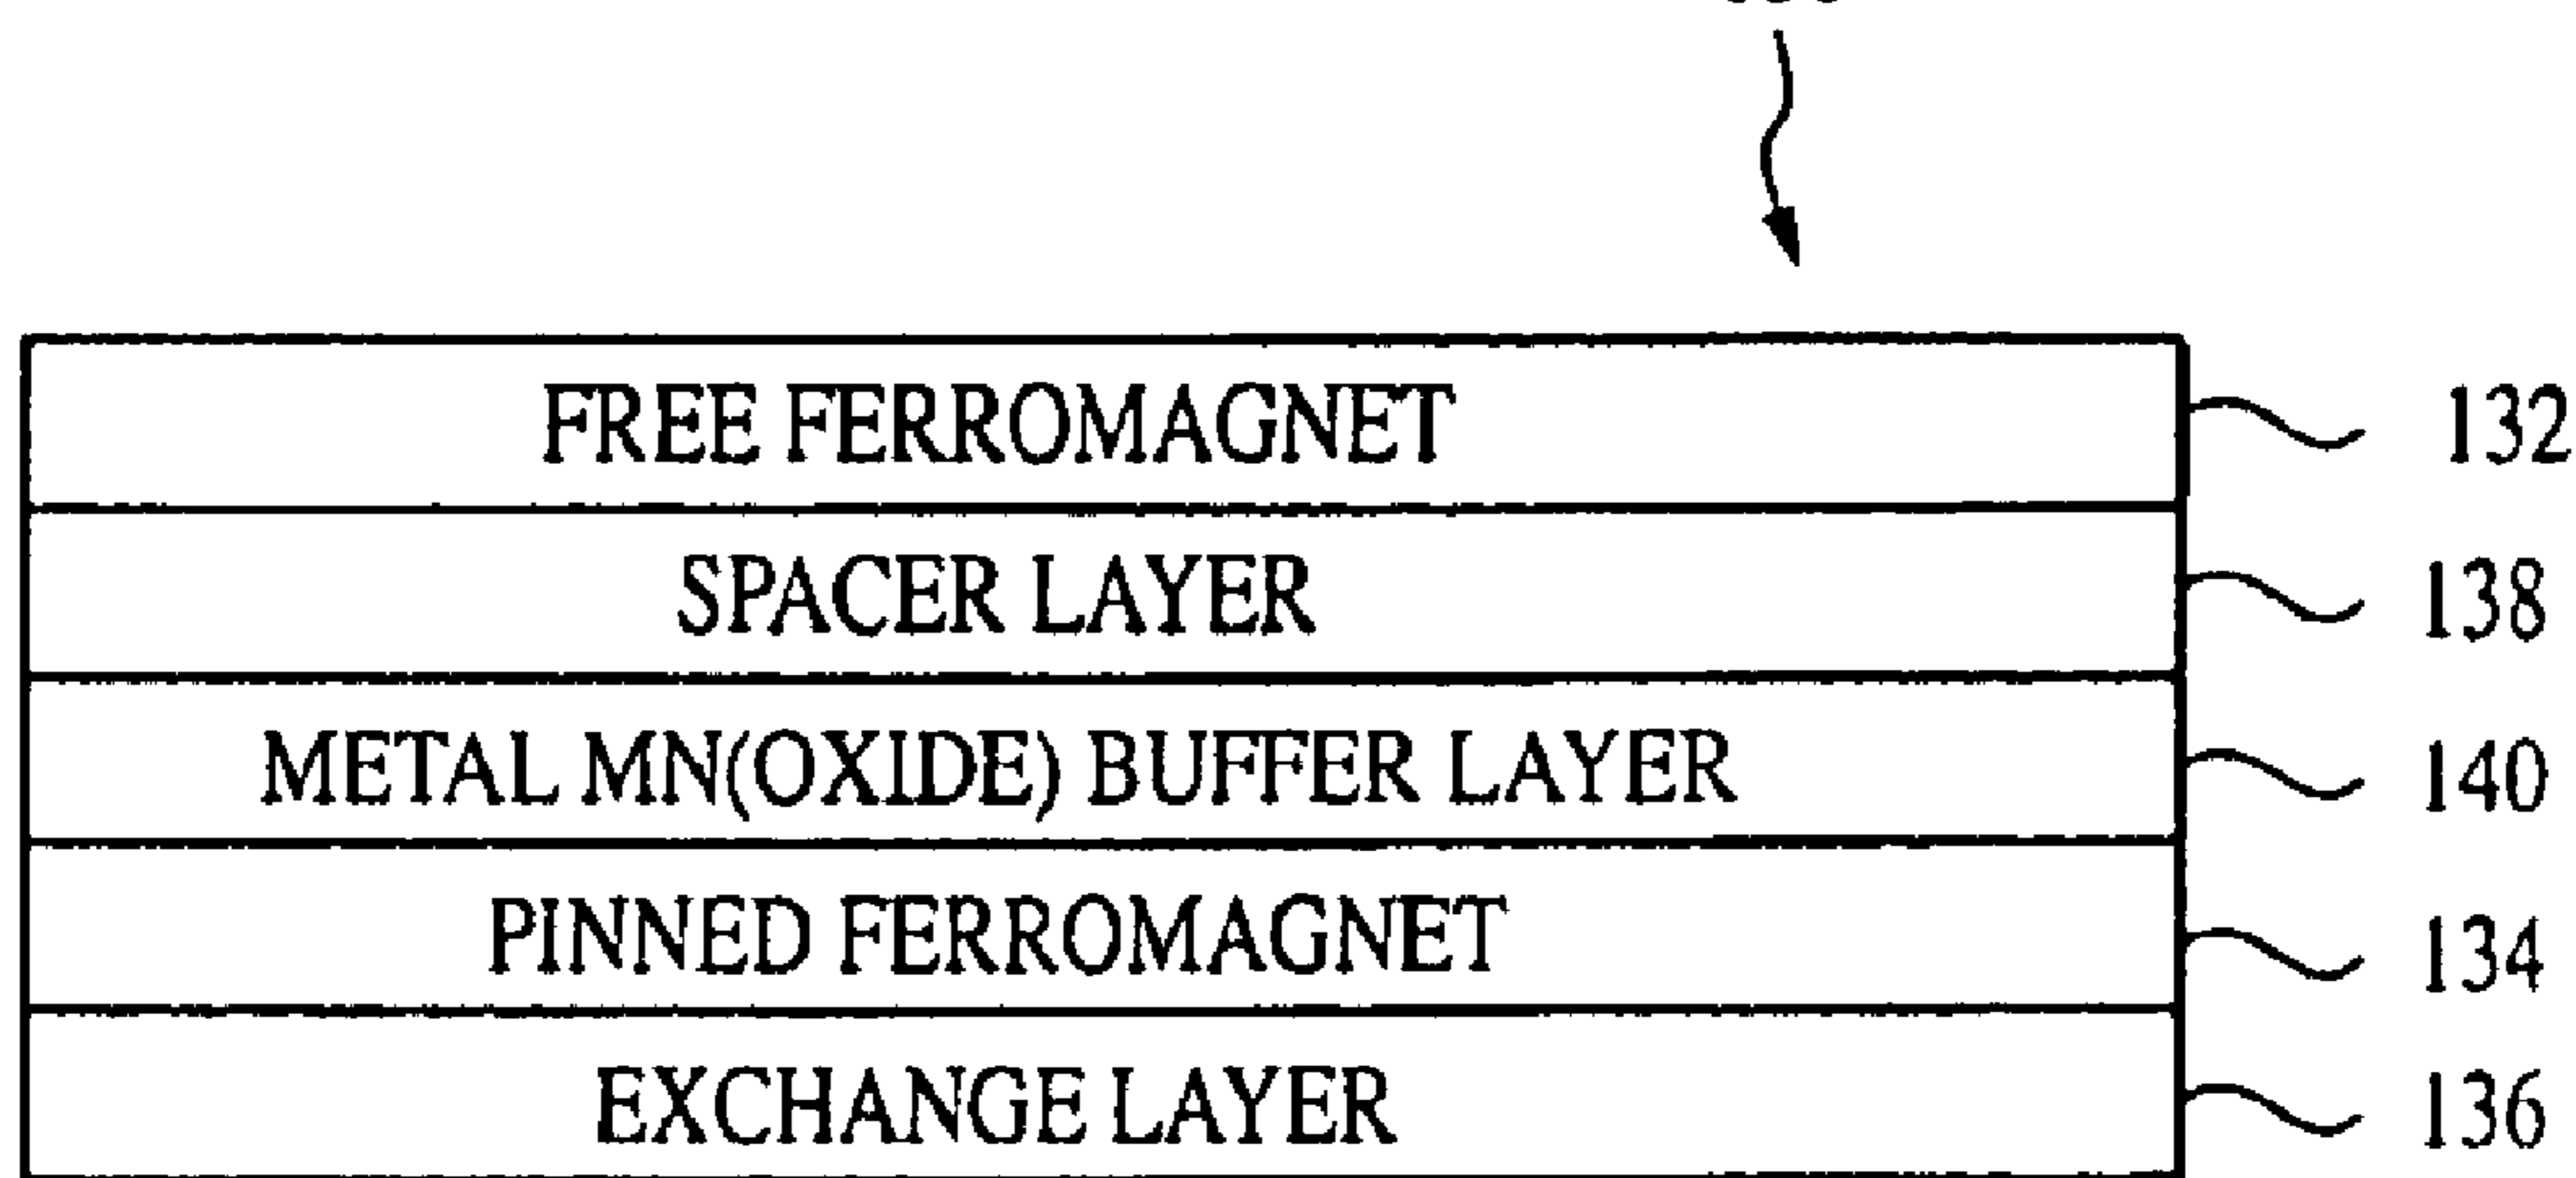 FREE FERROMAGNET 132
SPACER LAYER 138
METAL MN(OXIDE) BUFFER LAYER 140
PINNED FERROMAGNET 134
EXCHANGE LAYER 136